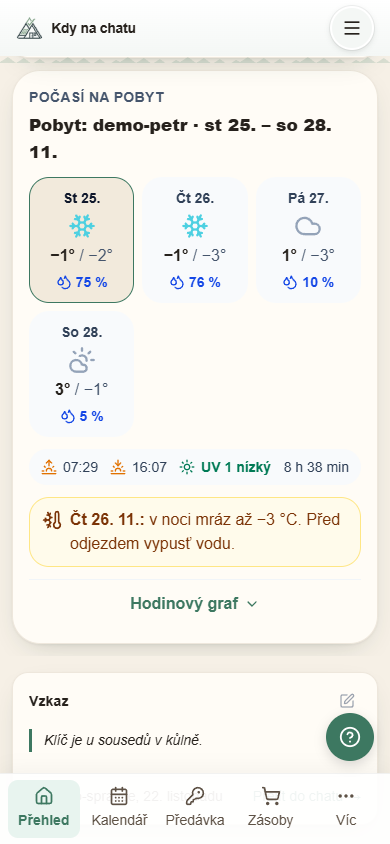 Kdy na chatu
POČASÍ NA POBYT
Pobyt: demo-petr · st 25. – so 28.
11.
St 25.
−1° / −2°
75 %
Čt 26.
−1° / −3°
76 %
Pá 27.
1° / −3°
10 %
So 28.
3° / −1°
5 %
07:29 16:07 UV 1 nízký 8 h 38 min
Čt 26. 11.: v noci mráz až −3 °C. Před
odjezdem vypusť vodu.
Hodinový graf
Vzkaz
Klíč je u sousedů v kůlně.
Přehled Kalendář Předávka Zásoby Víc